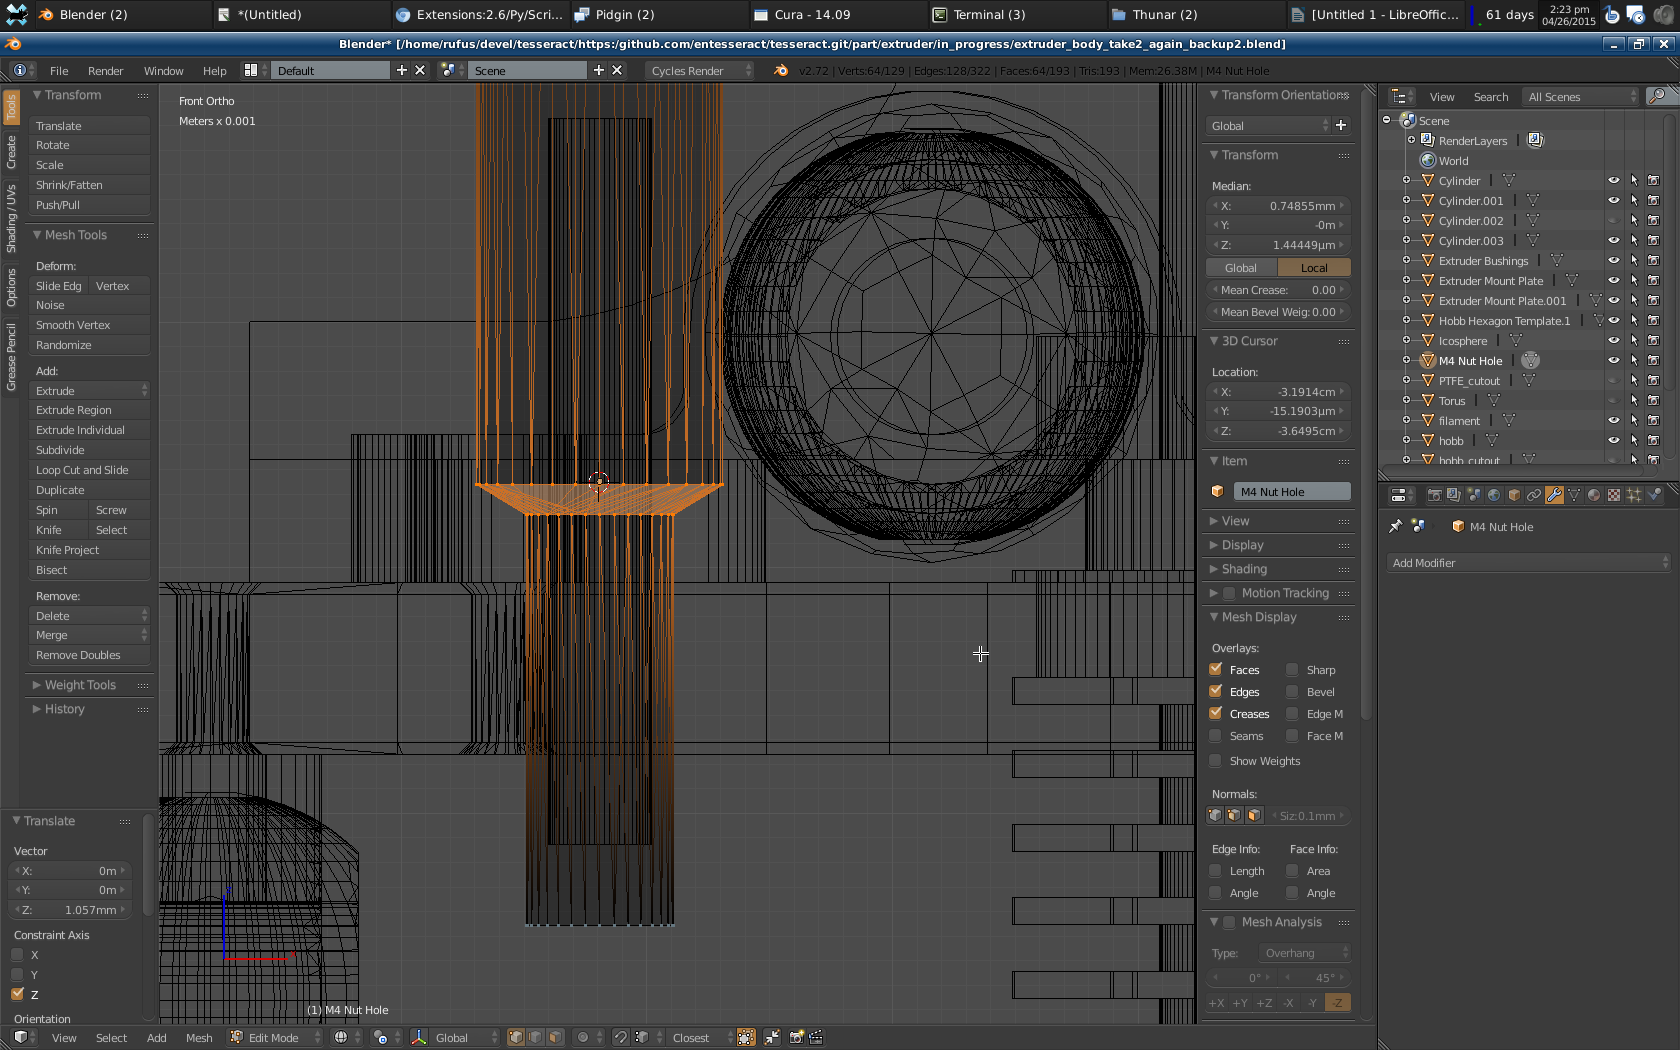 Blender (2)
*(Untitled)
Extensions:2.6/Py/Scri...
Pidgin (2)
Cura - 14.09
Terminal (3)
Thunar (2)
[Untitled 1 - LibreOffic...
61 days
2:23 pm
04/26/2015
Blender* [/home/rufus/devel/tesseract/https:/github.com/entesseract/tesseract.git/part/extruder/in_progress/extruder_body_take2_again_backup2.blend]
File
Render
Window
Help
Default
Scene
Cycles Render
v2.72 | Verts:64/129 | Edges:128/322 | Faces:64/193 | Tris:193 | Mem:26.38M | M4 Nut Hole
Tools
Create
Shading / UVs
Options
Grease Pencil
Transform
Translate
Rotate
Scale
Shrink/Fatten
Push/Pull
Mesh Tools
Deform:
Slide Edg
Vertex
Noise
Smooth Vertex
Randomize
Add:
Extrude
Extrude Region
Extrude Individual
Subdivide
Loop Cut and Slide
Duplicate
Spin
Screw
Knife
Select
Knife Project
Bisect
Remove:
Delete
Merge
Remove Doubles
Weight Tools
History
Translate
Vector
X: 0m
Y: 0m
Z: 1.057mm
Constraint Axis
X
Y
Z
Orientation
Front Ortho
Meters x 0.001
(1) M4 Nut Hole
View
Select
Add
Mesh
Edit Mode
Global
Closest
Transform Orientations
Global
Transform
Median:
X: 0.74855mm
Y: -0m
Z: 1.44449µm
Global
Local
Mean Crease: 0.00
Mean Bevel Weig: 0.00
3D Cursor
Location:
X: -3.1914cm
Y: -15.1903µm
Z: -3.6495cm
Item
M4 Nut Hole
View
Display
Shading
Motion Tracking
Mesh Display
Overlays:
Faces
Sharp
Edges
Bevel
Creases
Edge M
Seams
Face M
Show Weights
Normals:
Siz:0.1mm
Edge Info:
Face Info:
Length
Area
Angle
Angle
Mesh Analysis
Type:
Overhang
0°
45°
+X
+Y
+Z
-X
-Y
-Z
View
Search
All Scenes
Scene
RenderLayers
World
Cylinder
Cylinder.001
Cylinder.002
Cylinder.003
Extruder Bushings
Extruder Mount Plate
Extruder Mount Plate.001
Hobb Hexagon Template.1
Icosphere
M4 Nut Hole
PTFE_cutout
Torus
filament
hobb
hobb_cutout
M4 Nut Hole
Add Modifier